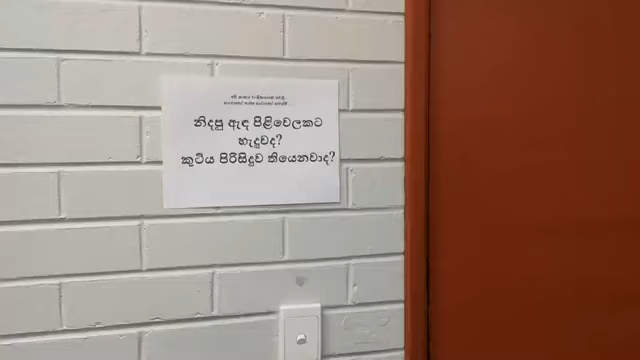 නිදපු ඇඳ පිළිවෙලකට
හැදුවද?
කුටිය පිරිසිදුව තියෙනවාද?